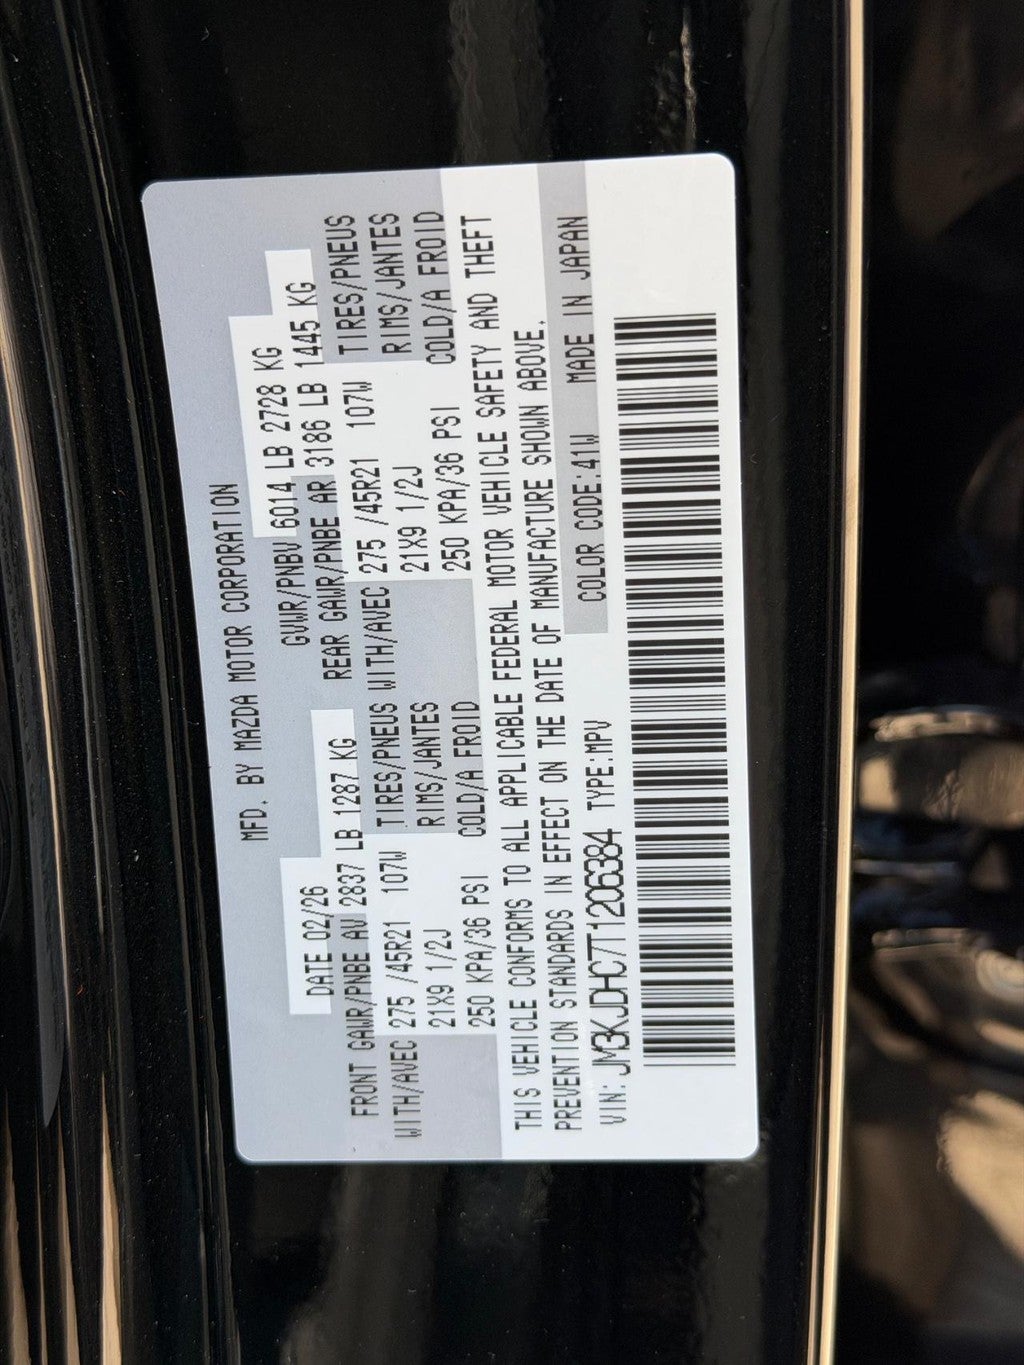 MFD. BY MAZDA MOTOR CORPORATION
DATE 02/26
GVWR/PNBV 6014 LB 2728 KG
FRONT GAWR/PNBE AV 2837 LB 1287 KG
REAR GAWR/PNBE AR 3186 LB 1445 KG
WITH/AVEC 275 /45R21 107W TIRES/PNEUS WITH/AVEC 275 /45R21 107W TIRES/PNEUS
21X9 1/2J RIMS/JANTES 21X9 1/2J RIMS/JANTES
250 KPA/36 PSI COLD/A FROID 250 KPA/36 PSI COLD/A FROID
THIS VEHICLE CONFORMS TO ALL APPLICABLE FEDERAL MOTOR VEHICLE SAFETY AND THEFT
PREVENTION STANDARDS IN EFFECT ON THE DATE OF MANUFACTURE SHOWN ABOVE.
VIN: JM3KJDHC7T1206384 TYPE:MPV COLOR CODE:41W MADE IN JAPAN